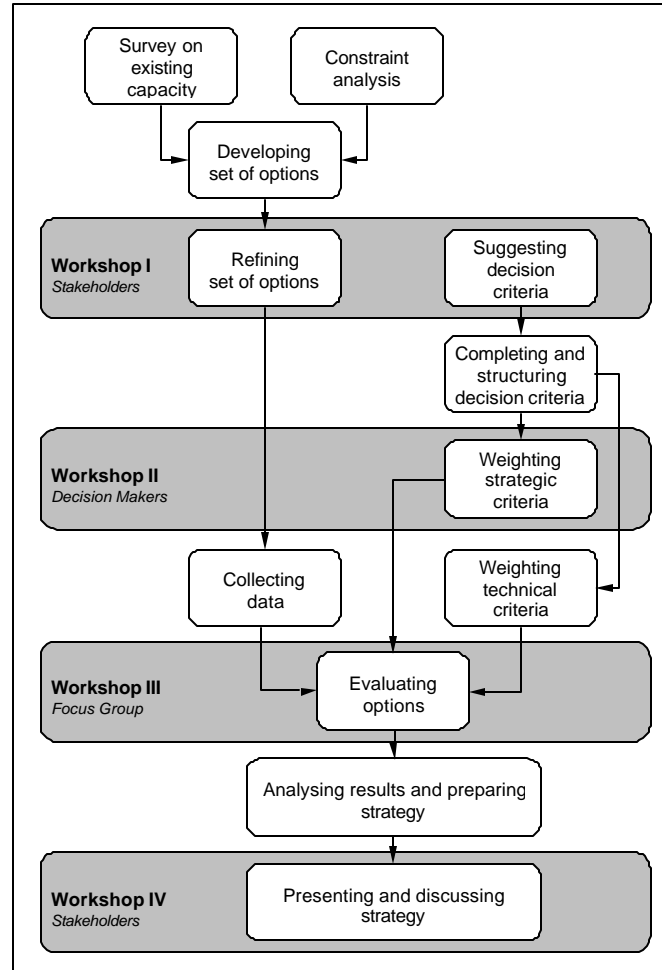 Survey on
existing
capacity
Constraint
analysis
Developing
set of options
Workshop I
Stakeholders
Refining
set of options
Suggesting
decision
criteria
Completing and
structuring
decision criteria
Workshop II
Decision Makers
Weighting
strategic
criteria
Collecting
data
Weighting
technical
criteria
Workshop III
Focus Group
Evaluating
options
Analysing results and preparing
strategy
Workshop IV
Stakeholders
Presenting and discussing
strategy